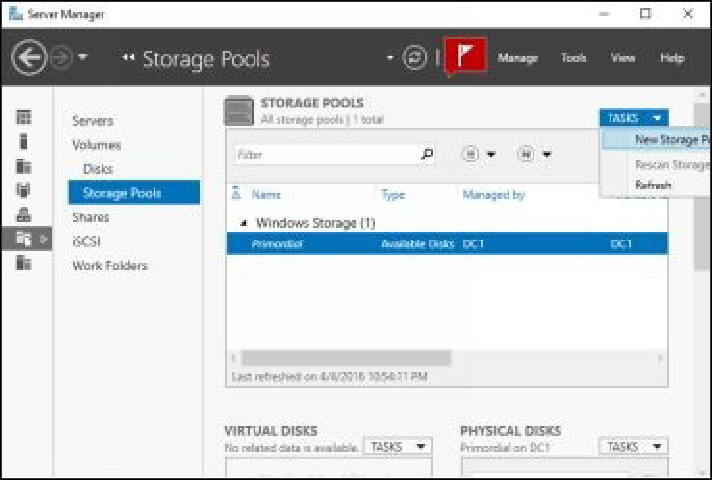 Server Manager
Storage Pools
Manage Tools View Help
Servers
Volumes
Disks
Storage Pools
Shares
iSCSI
Work Folders
STORAGE POOLS
All storage pools | 1 total
TASKS
New Storage P
Rescan Storage
Refresh
Filter
Name Type Managed by
Windows Storage (1)
Primordial Available Disks DC1 DC1
Last refreshed on 4/4/2016 10:54:11 PM
VIRTUAL DISKS
No related data is available.
TASKS
PHYSICAL DISKS
Primordial on DC1
TASKS